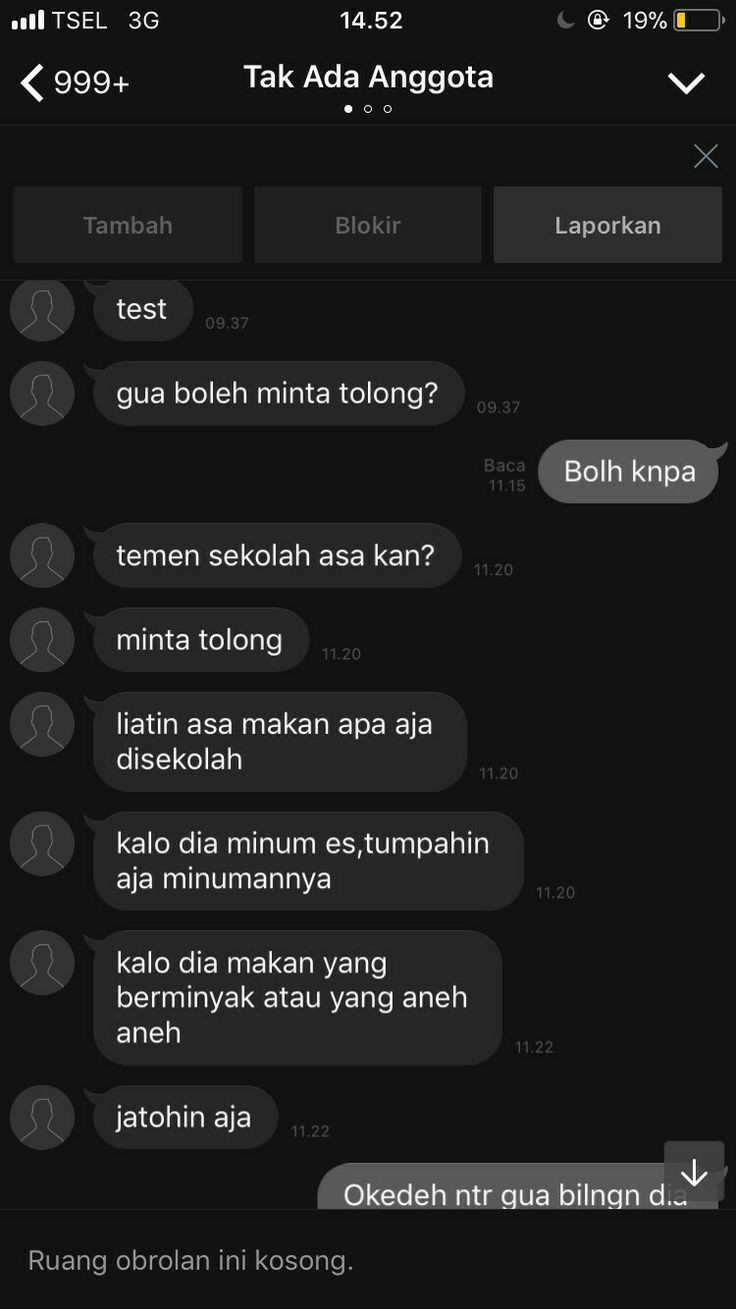 TSEL 3G 14.52 19%
999+ Tak Ada Anggota
Tambah Blokir Laporkan
test 09.37
gua boleh minta tolong? 09.37
Baca
11.15 Bolh knpa
temen sekolah asa kan? 11.20
minta tolong 11.20
liatin asa makan apa aja
disekolah 11.20
kalo dia minum es,tumpahin
aja minumannya 11.20
kalo dia makan yang
berminyak atau yang aneh
aneh 11.22
jatohin aja 11.22
Okedeh ntr gua bilngn dia
Ruang obrolan ini kosong.